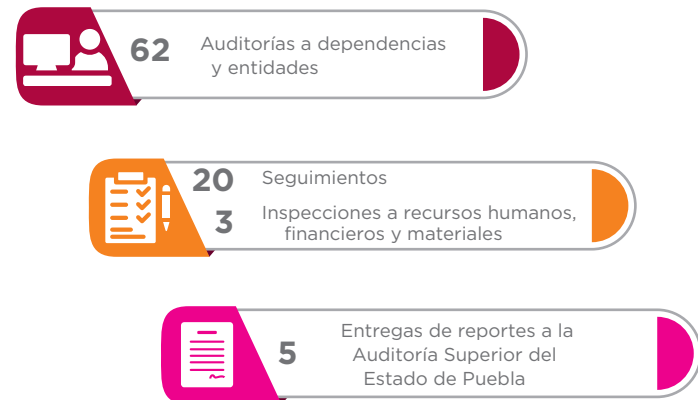 62 Auditorías a dependencias
y entidades
20 Seguimientos
3 Inspecciones a recursos humanos,
financieros y materiales
5 Entregas de reportes a la
Auditoría Superior del
Estado de Puebla